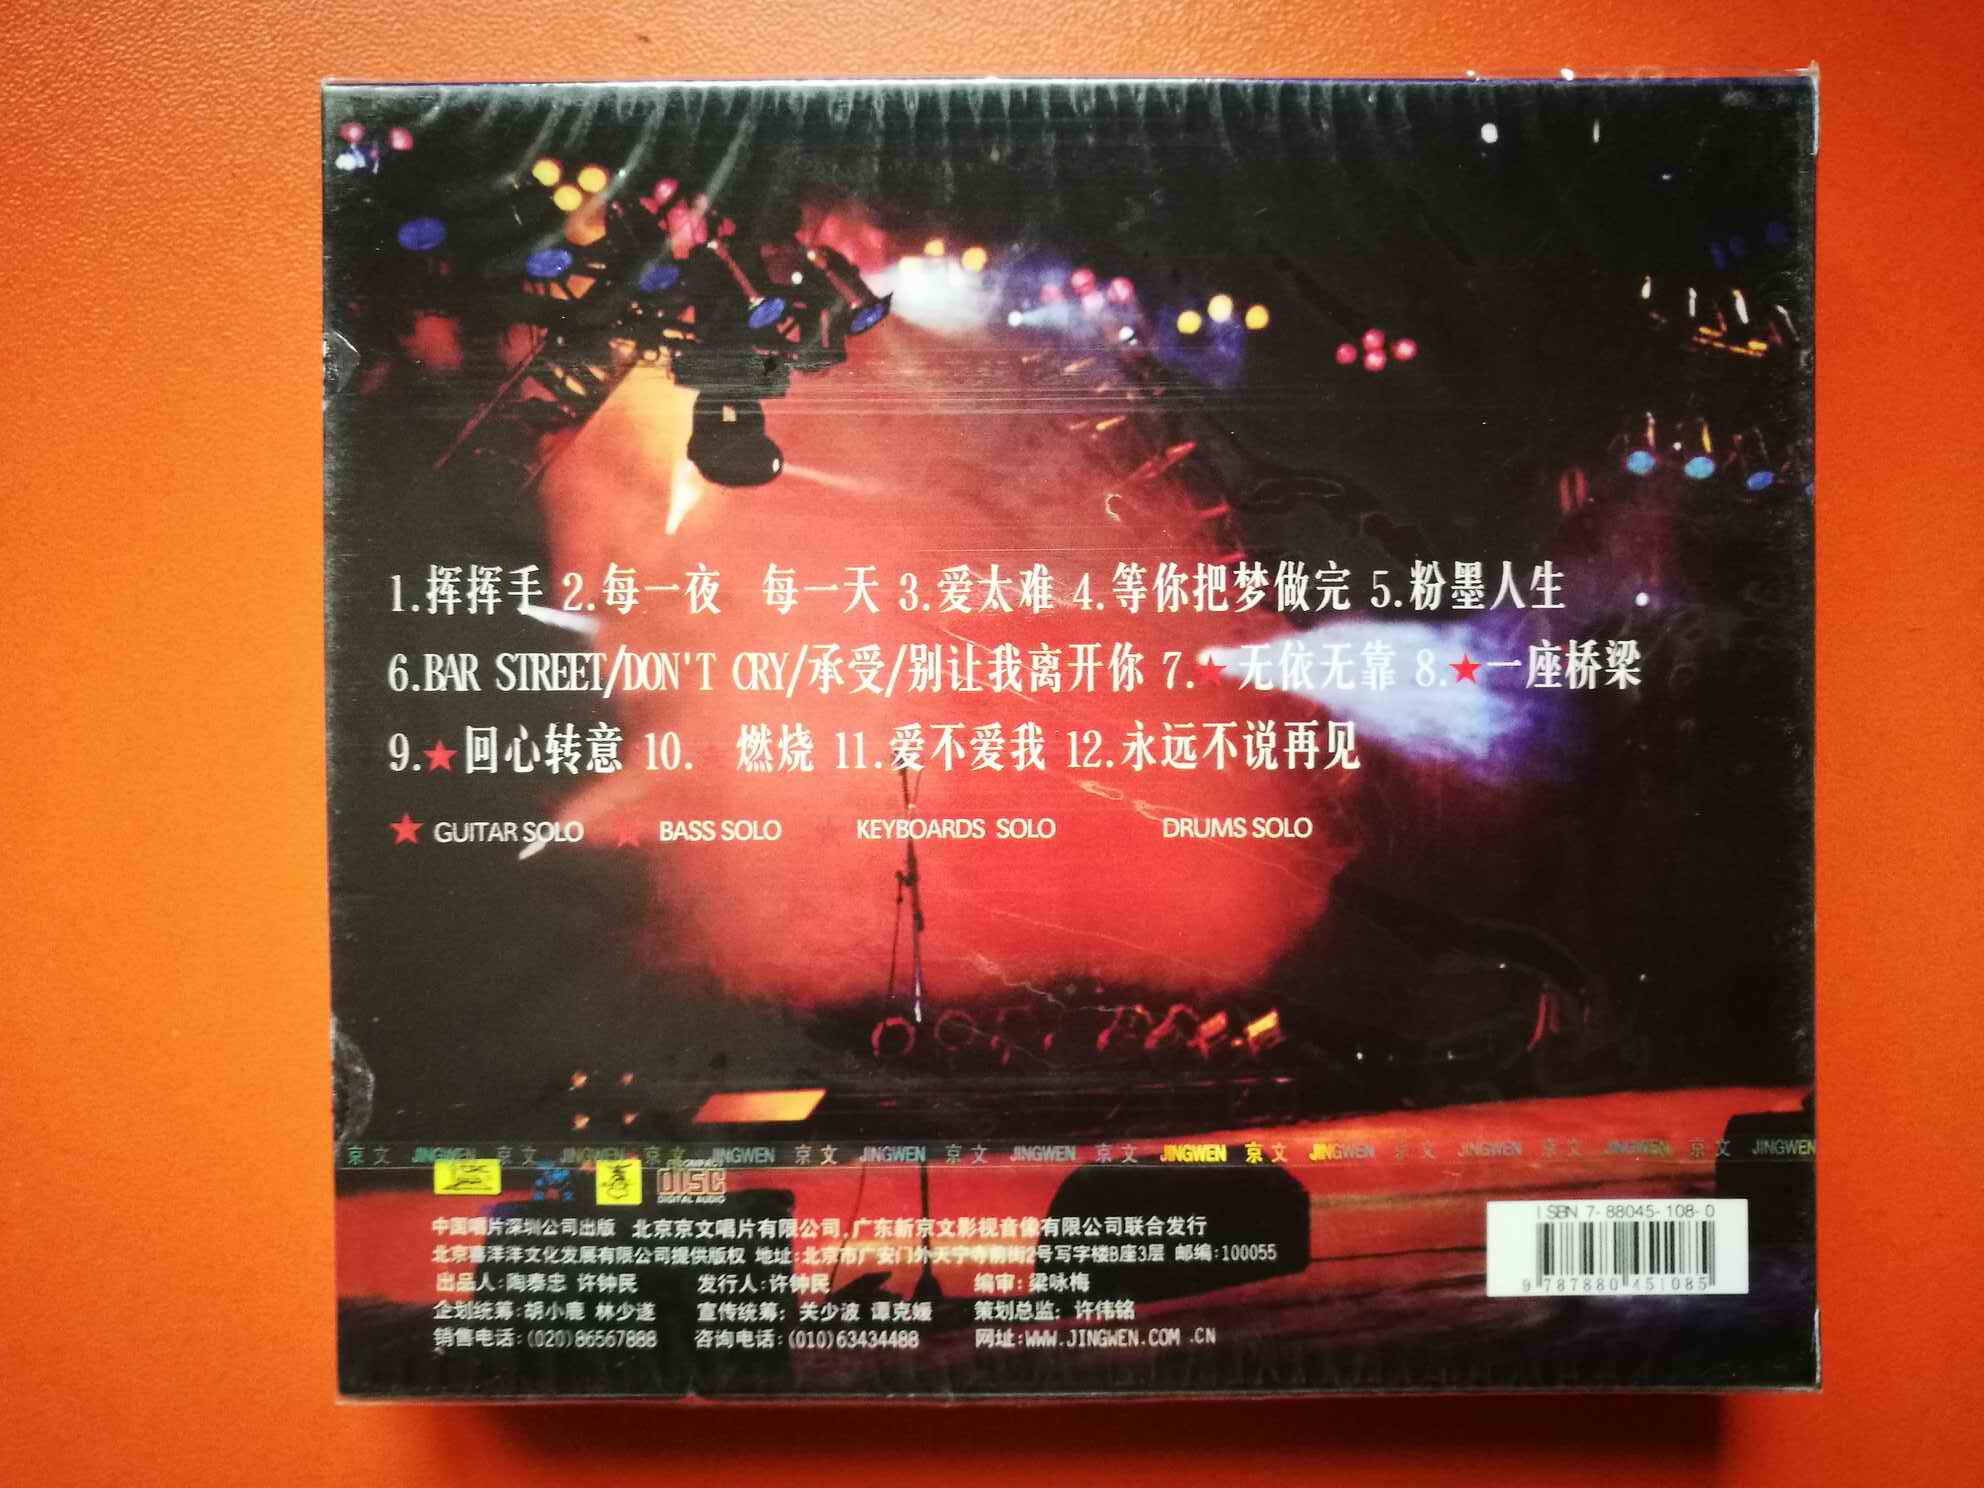 1.挥挥手 2.每一夜 每一天 3.爱太难 4.等你把梦做完 5.粉墨人生
6.BAR STREET/DON'T CRY/承受/别让我离开你 7.★无依无靠 8.★一座桥梁
9.★回心转意 10. 燃烧 11.爱不爱我 12.永远不说再见
★ GUITAR SOLO ★ BASS SOLO ★ KEYBOARDS SOLO DRUMS SOLO
京文 JINGWEN 京文 JINGWEN 京文 JINGWEN 京文 JINGWEN 京文 JINGWEN 京文 JINGWEN 京文 JINGWEN 京文 JINGWEN 京文 JINGWEN 京文 JINGWEN
COMPACT
disc
DIGITAL AUDIO
中国唱片深圳公司出版 北京京文唱片有限公司.广东新京文影视音像有限公司联合发行
北京喜洋洋文化发展有限公司提供版权 地址:北京市广安门外天宁寺前街2号写字楼B座3层 邮编:100055
出品人:陶泰忠 许钟民 发行人:许钟民 编审:梁咏梅
企划统筹:胡小鹿 林少遂 宣传统筹:关少波 谭克媛 策划总监:许伟铭
销售电话:(020)86567888 咨询电话:(010)63434488 网址:WWW.JINGWEN.COM.CN
ISBN 7-88045-108-0
9 787880 451085